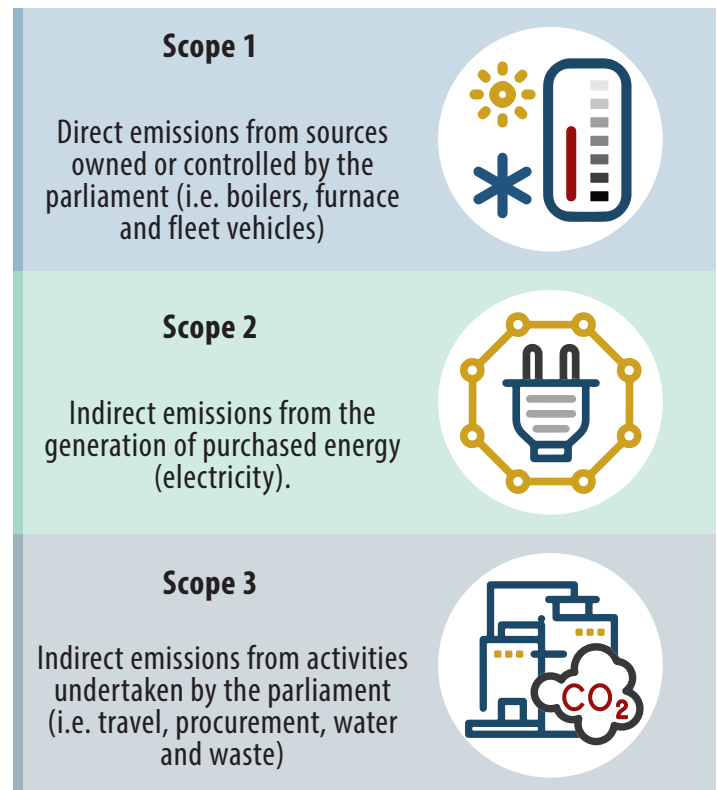 Scope 1
Direct emissions from sources
owned or controlled by the
parliament (i.e. boilers, furnace
and fleet vehicles)
Scope 2
Indirect emissions from the
generation of purchased energy
(electricity).
Scope 3
Indirect emissions from activities
undertaken by the parliament
(i.e. travel, procurement, water
and waste)
CO₂